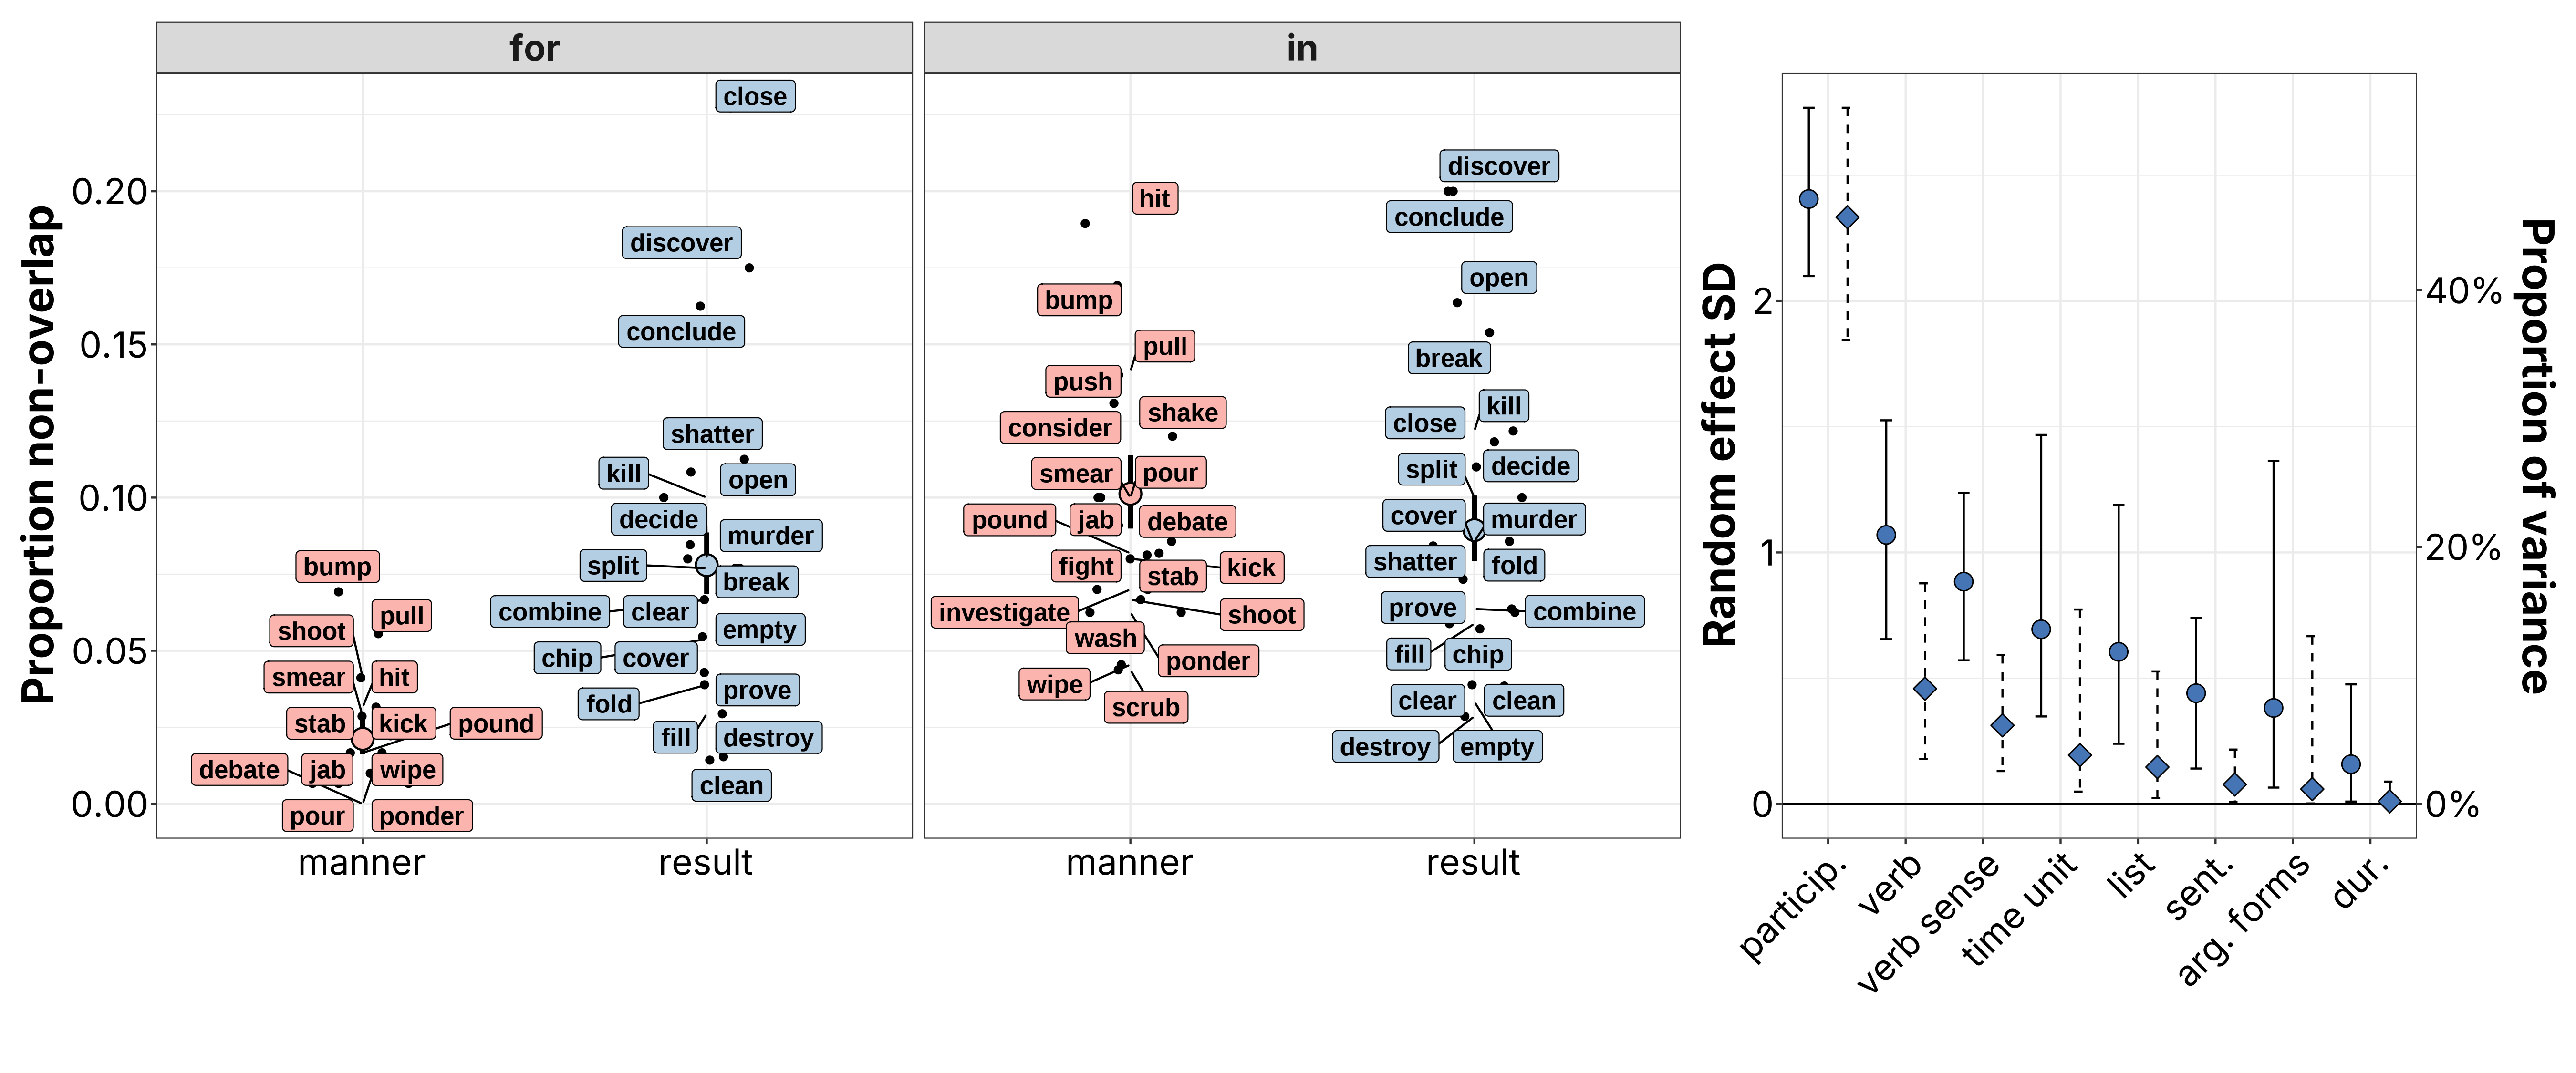 for
in
Proportion non-overlap
0.20
0.15
0.10
0.05
0.00
close
discover
conclude
shatter
kill
open
decide
murder
split
break
combine
clear
empty
chip
cover
prove
fold
fill
destroy
clean
bump
pull
shoot
smear
hit
stab
kick
pound
debate
jab
wipe
pour
ponder
manner
result
hit
bump
pull
push
shake
consider
smear
pour
pound
jab
debate
fight
stab
kick
investigate
shoot
wash
ponder
wipe
scrub
discover
conclude
open
break
kill
close
split
decide
cover
murder
shatter
fold
prove
combine
fill
chip
clear
clean
destroy
empty
manner
result
Random effect SD
2
1
0
Proportion of variance
40%
20%
0%
particip.
verb
verb sense
time unit
list
sent.
arg. forms
dur.